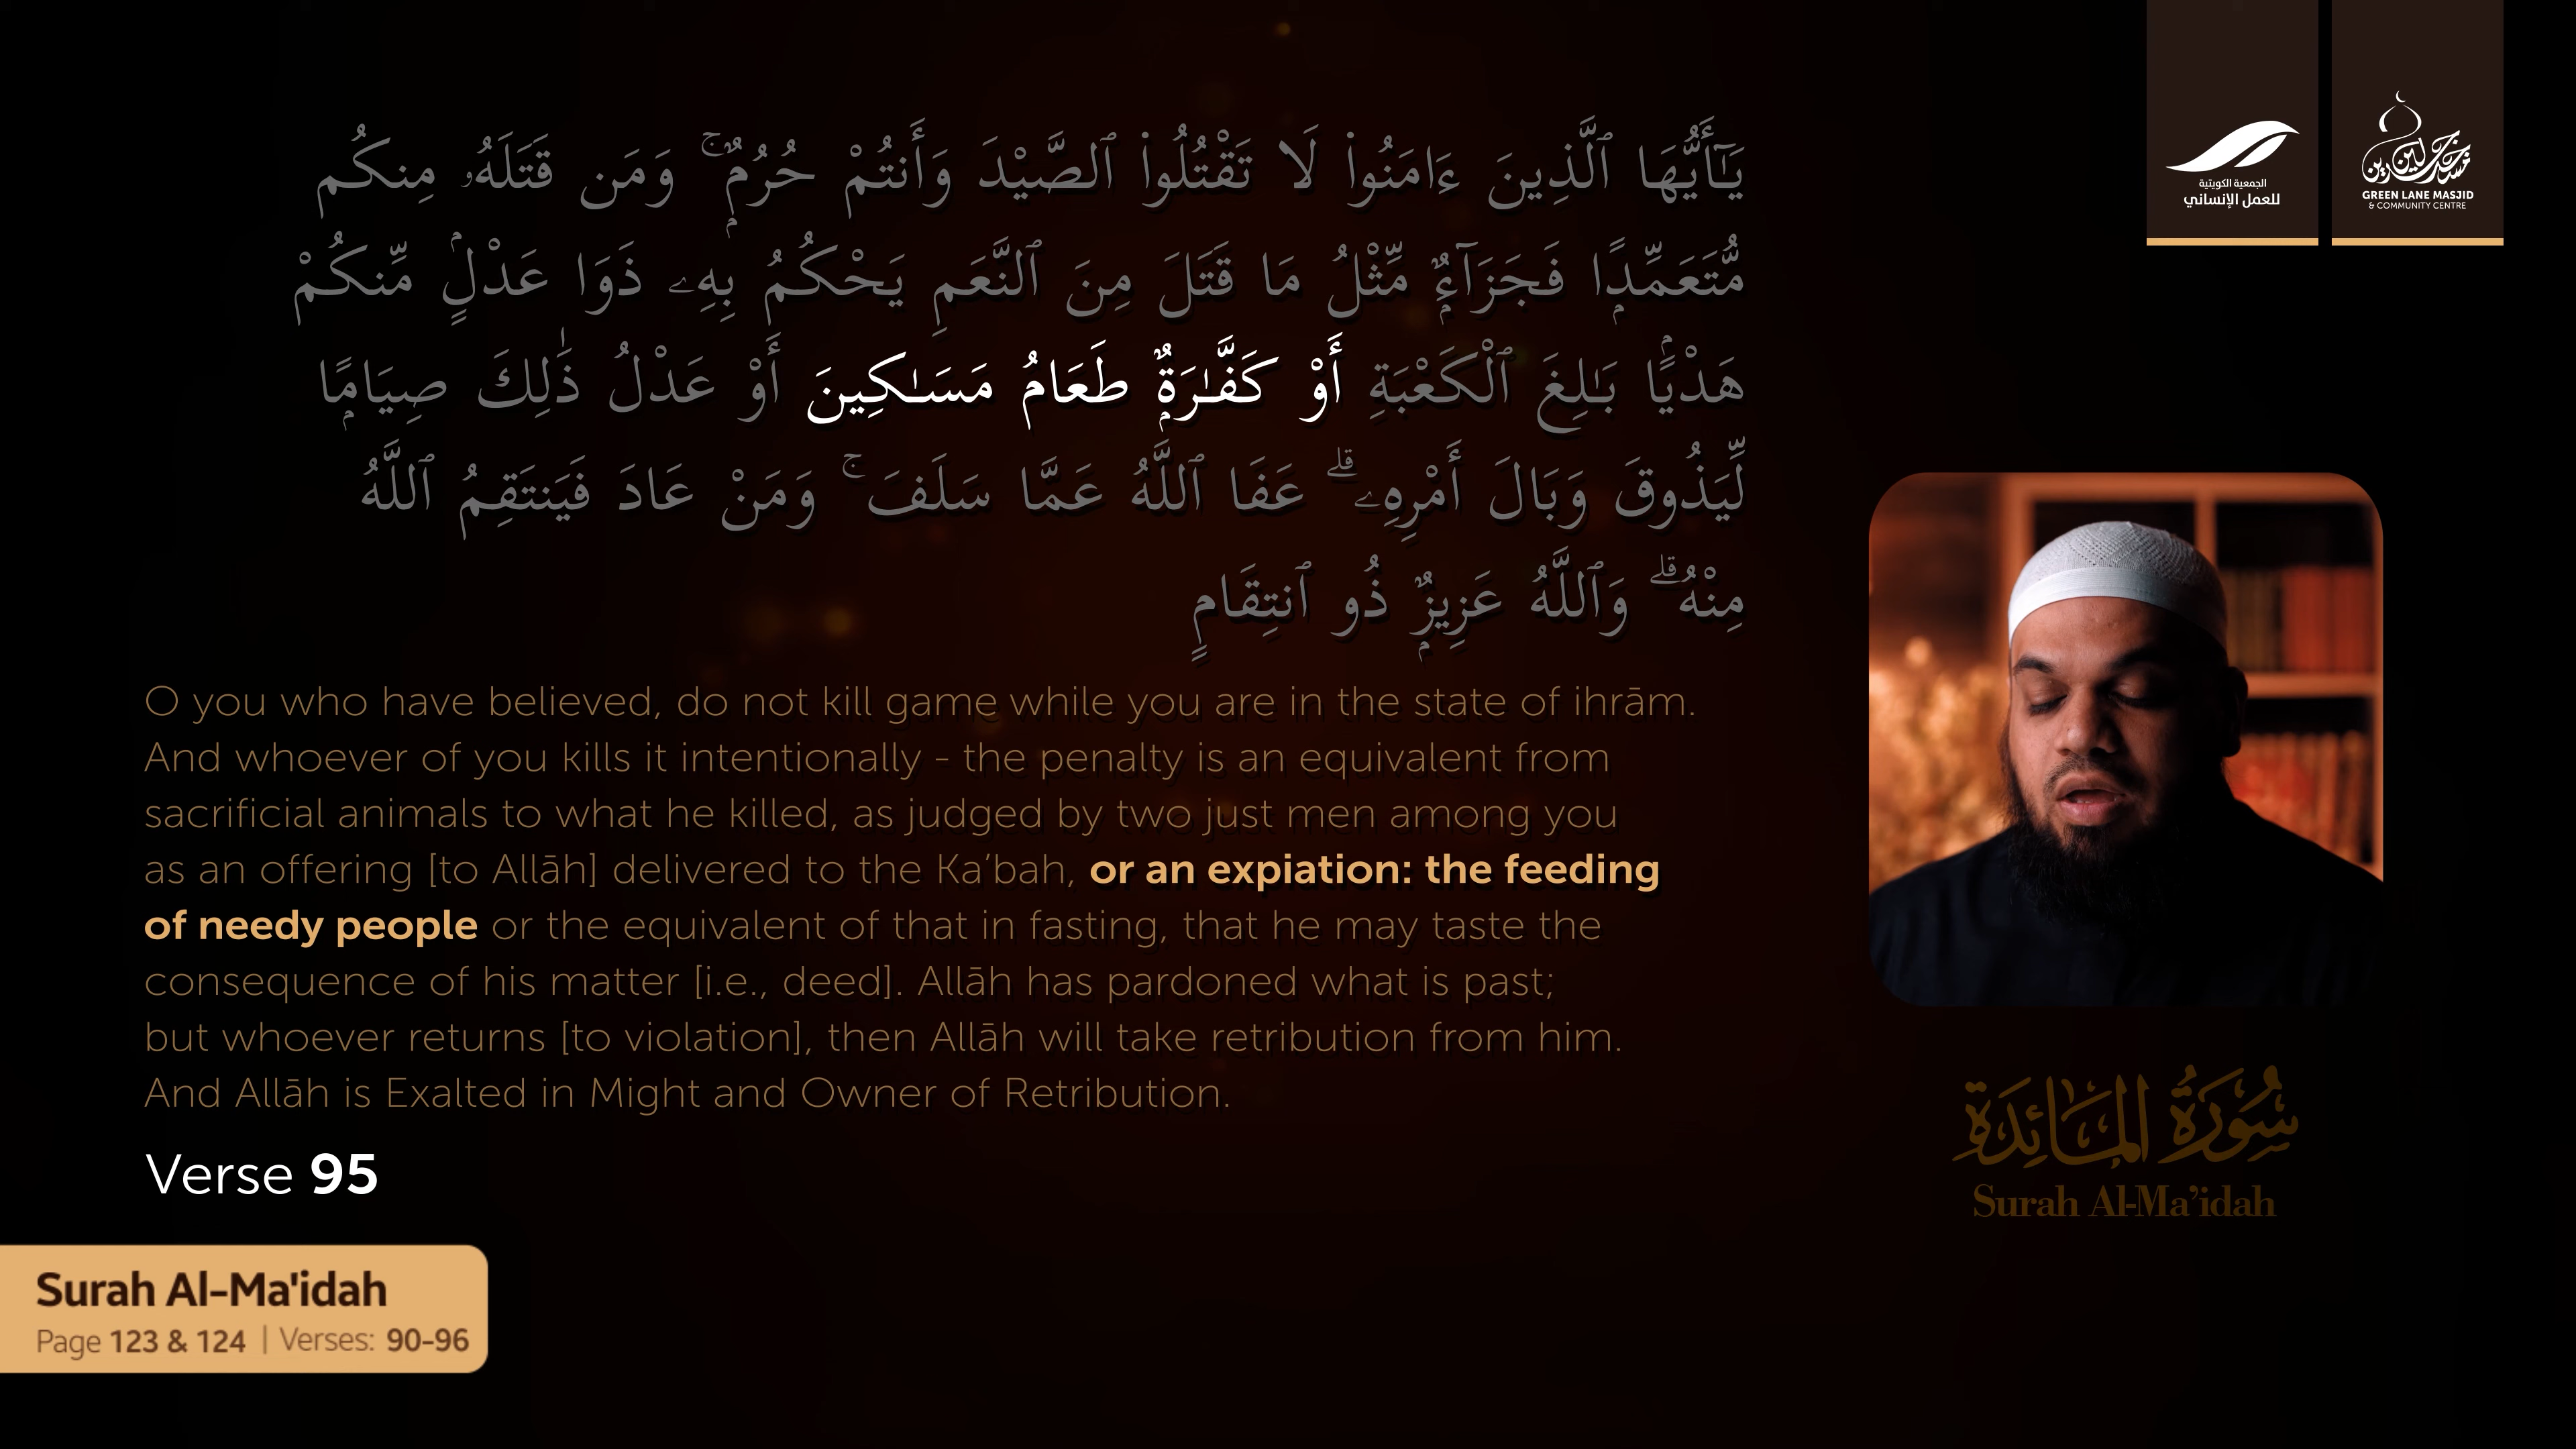 يَـٰٓأَيُّهَا ٱلَّذِينَ ءَامَنُوا۟ لَا تَقْتُلُوا۟ ٱلصَّيْدَ وَأَنتُمْ حُرُمٌۭ ۚ وَمَن قَتَلَهُۥ مِنكُم
مُّتَعَمِّدًۭا فَجَزَآءٌۭ مِّثْلُ مَا قَتَلَ مِنَ ٱلنَّعَمِ يَحْكُمُ بِهِۦ ذَوَا عَدْلٍۢ مِّنكُمْ
هَدْيًۢا بَـٰلِغَ ٱلْكَعْبَةِ أَوْ كَفَّـٰرَةٌۭ طَعَامُ مَسَـٰكِينَ أَوْ عَدْلُ ذَٰلِكَ صِيَامًۭا
لِّيَذُوقَ وَبَالَ أَمْرِهِۦ ۗ عَفَا ٱللَّهُ عَمَّا سَلَفَ ۚ وَمَنْ عَادَ فَيَنتَقِمُ ٱللَّهُ
مِنْهُ ۗ وَٱللَّهُ عَزِيزٌۭ ذُو ٱنتِقَامٍ
O you who have believed, do not kill game while you are in the state of ihrām.
And whoever of you kills it intentionally - the penalty is an equivalent from
sacrificial animals to what he killed, as judged by two just men among you
as an offering [to Allāh] delivered to the Ka’bah, or an expiation: the feeding
of needy people or the equivalent of that in fasting, that he may taste the
consequence of his matter [i.e., deed]. Allāh has pardoned what is past;
but whoever returns [to violation], then Allāh will take retribution from him.
And Allāh is Exalted in Might and Owner of Retribution.
Verse 95
Surah Al-Ma'idah
Page 123 & 124 | Verses: 90-96
الجمعية الكويتية
للعمل الإنساني
مسجد جرين لين
GREEN LANE MASJID
& COMMUNITY CENTRE
سُورَةُ المَائِدَةِ
Surah Al-Ma’idah